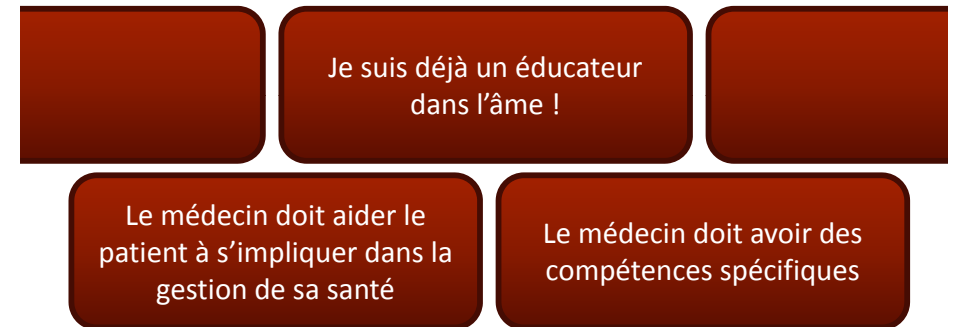 Je suis déjà un éducateur
dans l’âme !
Le médecin doit aider le
patient à s’impliquer dans la
gestion de sa santé
Le médecin doit avoir des
compétences spécifiques